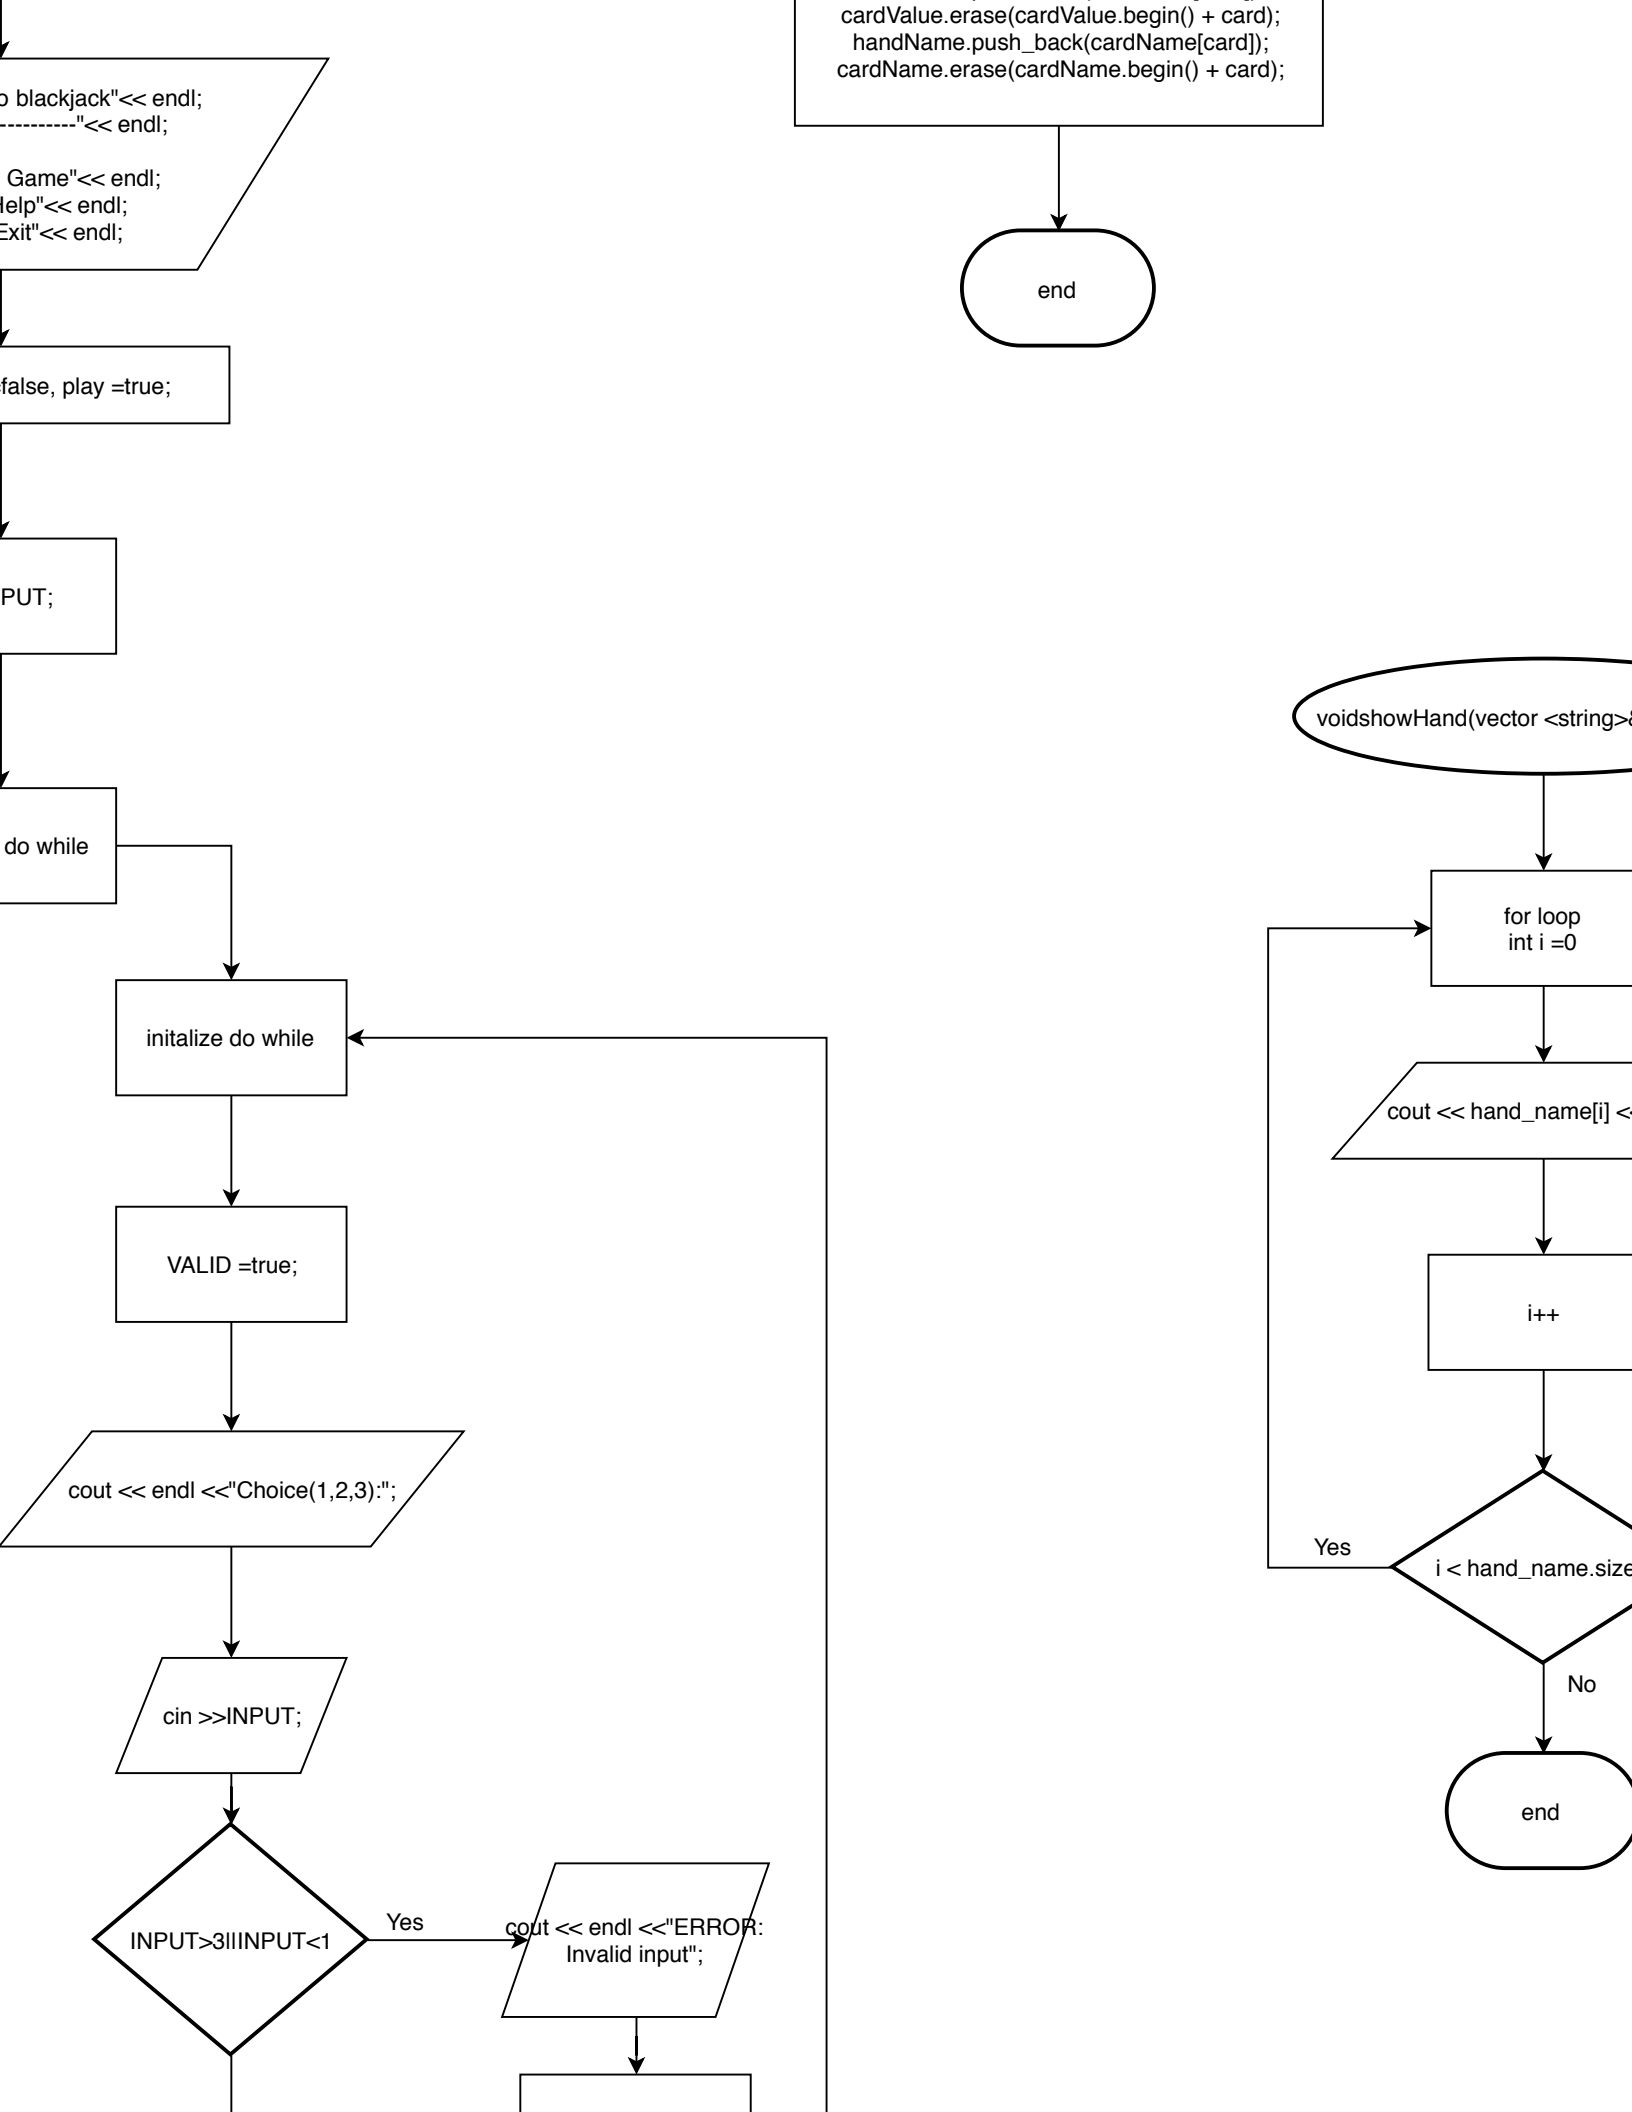 cardValue.erase(cardValue.begin() + card);
handName.push_back(cardName[card]);
cardName.erase(cardName.begin() + card);
end
blackjack"<< endl;
-----------"<< endl;
Game"<< endl;
Help"<< endl;
Exit"<< endl;
false, play =true;
PUT;
do while
initalize do while
VALID =true;
cout << endl <<"Choice(1,2,3):";
cin >>INPUT;
INPUT>3IIINPUT<1
Yes
cout << endl <<"ERROR:
Invalid input";
voidshowHand(vector <string>&
for loop
int i =0
cout << hand_name[i] <<
i++
Yes
i < hand_name.size
No
end